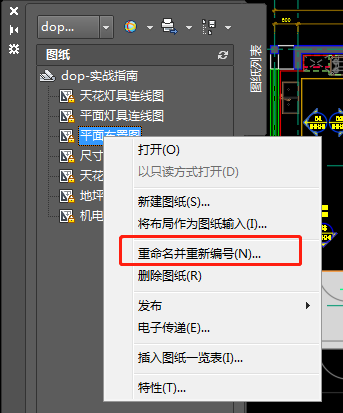 dop...
图纸
图纸列表
dop-实战指南
天花灯具连线图
平面灯具连线图
平面布置图
尺寸
天花
地坪
机电
打开(O)
以只读方式打开(D)
新建图纸(S)...
将布局作为图纸输入(I)...
重命名并重新编号(N)...
删除图纸(R)
发布
电子传递(E)...
插入图纸一览表(I)...
特性(T)...
600